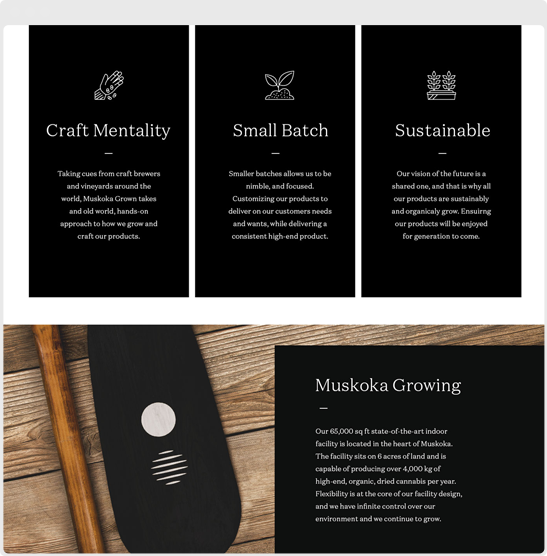 Craft Mentality
Taking cues from craft brewers
and vineyards around the
world, Muskoka Grown takes
and old world, hands-on
approach to how we grow and
craft our products.
Small Batch
Smaller batches allows us to be
nimble, and focused.
Customizing our products to
deliver on our customers needs
and wants, while delivering a
consistent high-end product.
Sustainable
Our vision of the future is a
shared one, and that is why all
our products are sustainably
and organicaly grow. Ensuirng
our products will be enjoyed
for generation to come.
Muskoka Growing
Our 65,000 sq ft state-of-the-art indoor
facility is located in the heart of Muskoka.
The facility sits on 6 acres of land and is
capable of producing over 4,000 kg of
high-end, organic, dried cannabis per year.
Flexibility is at the core of our facility design,
and we have infinite control over our
environment and we continue to grow.